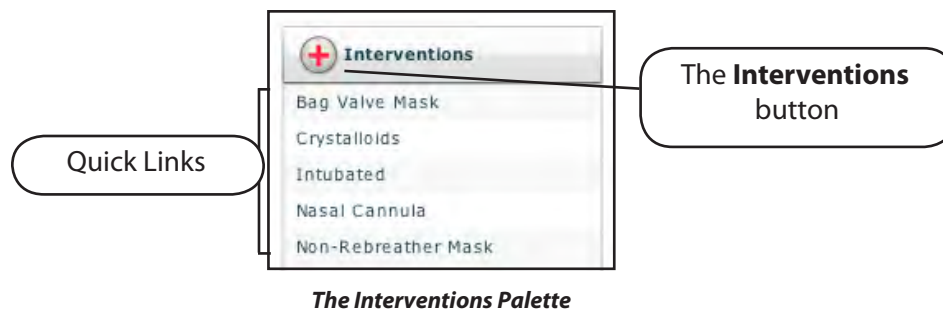 Interventions
Bag Valve Mask
Crystalloids
Intubated
Nasal Cannula
Non-Rebreather Mask
Quick Links
The Interventions
button
The Interventions Palette